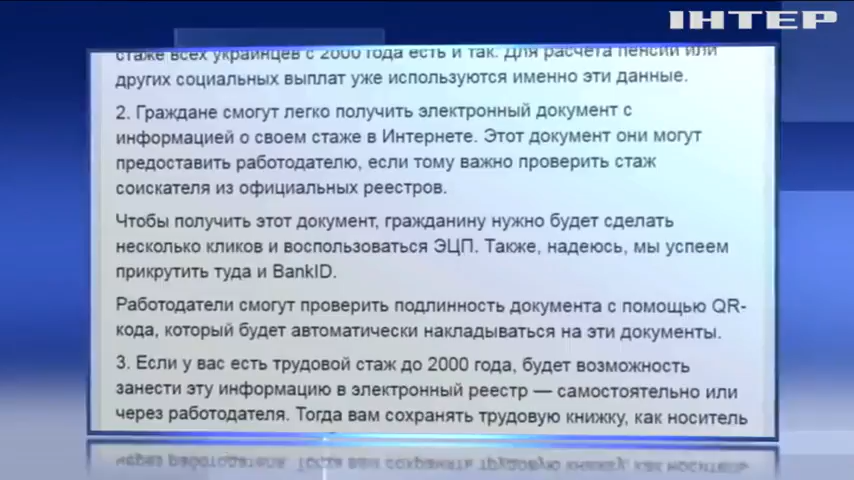 ІНТЕР
стаже всех украинцев с 2000 года есть и так. Для расчета пенсии или
других социальных выплат уже используются именно эти данные.
2. Граждане смогут легко получить электронный документ с
информацией о своем стаже в Интернете. Этот документ они могут
предоставить работодателю, если тому важно проверить стаж
соискателя из официальных реестров.
Чтобы получить этот документ, гражданину нужно будет сделать
несколько кликов и воспользоваться ЭЦП. Также, надеюсь, мы успеем
прикрутить туда и BankID.
Работодатели смогут проверить подлинность документа с помощью QR-
кода, который будет автоматически накладываться на эти документы.
3. Если у вас есть трудовой стаж до 2000 года, будет возможность
занести эту информацию в электронный реестр — самостоятельно или
через работодателя. Тогда вам сохранять трудовую книжку, как носитель